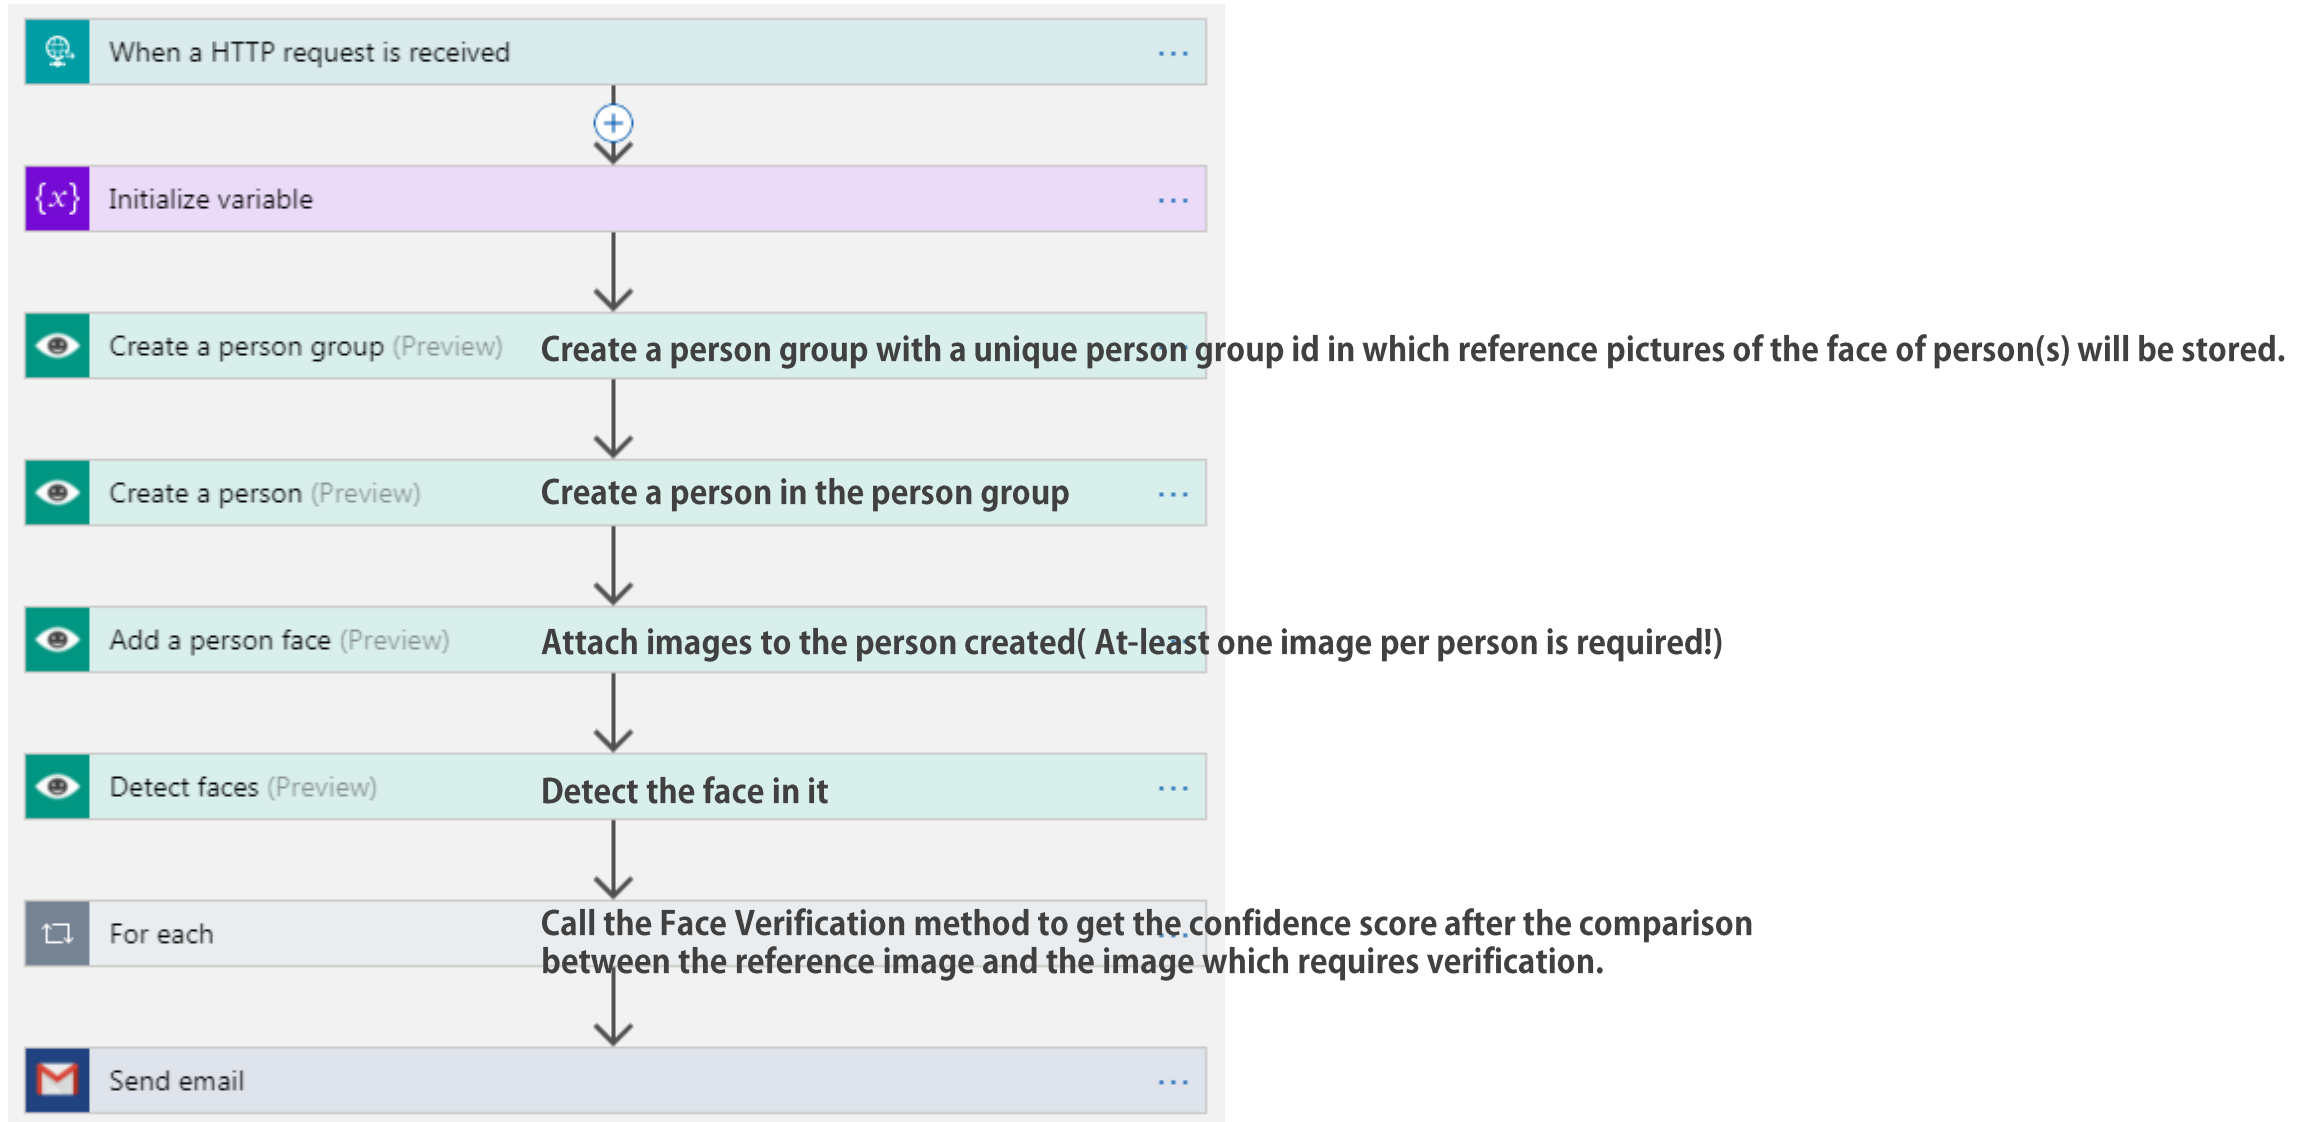 When a HTTP request is received
{x} Initialize variable
Create a person group (Preview) Create a person group with a unique person group id in which reference pictures of the face of person(s) will be stored.
Create a person (Preview) Create a person in the person group
Add a person face (Preview) Attach images to the person created( At-least one image per person is required!)
Detect faces (Preview) Detect the face in it
For each Call the Face Verification method to get the confidence score after the comparison
between the reference image and the image which requires verification.
Send email